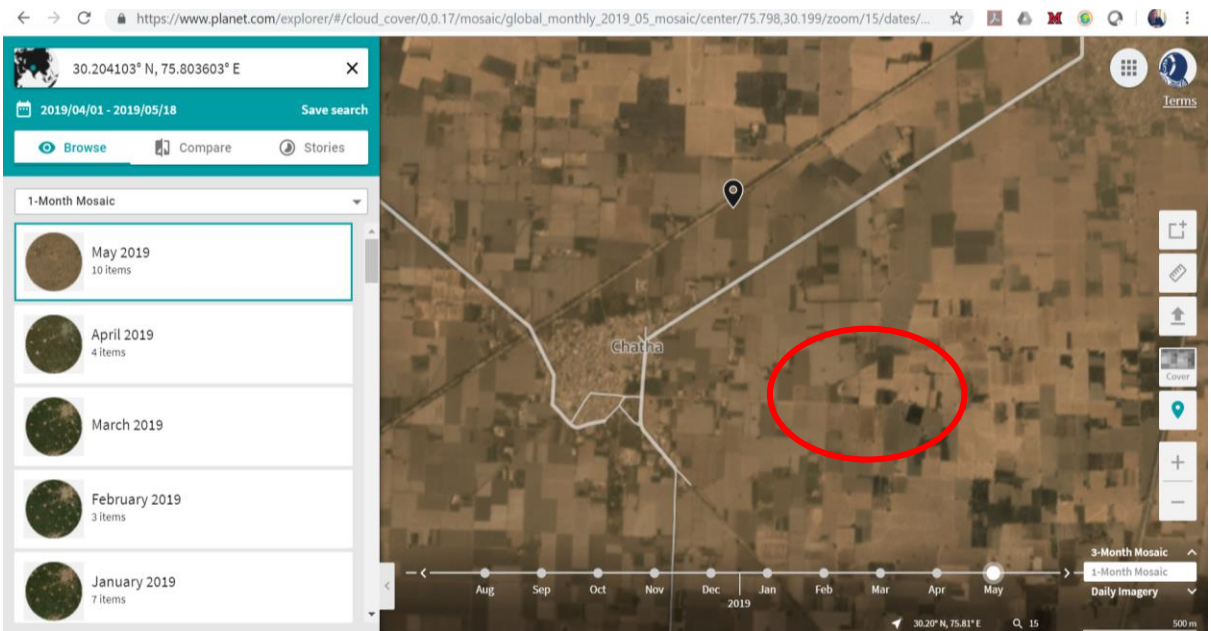 https://www.planet.com/explorer/#/cloud_cover/0,0.17/mosaic/global_monthly_2019_05_mosaic/center/75.798,30.199/zoom/15/dates/...
30.204103° N, 75.803603° E
2019/04/01 - 2019/05/18 Save search
Browse Compare Stories
1-Month Mosaic
May 2019
10 items
April 2019
4 items
March 2019
February 2019
3 items
January 2019
7 items
Terms
Chatha
Cover
3-Month Mosaic
1-Month Mosaic
Daily Imagery
Aug Sep Oct Nov Dec Jan Feb Mar Apr May
2019
30.20° N, 75.81° E 15 500 m